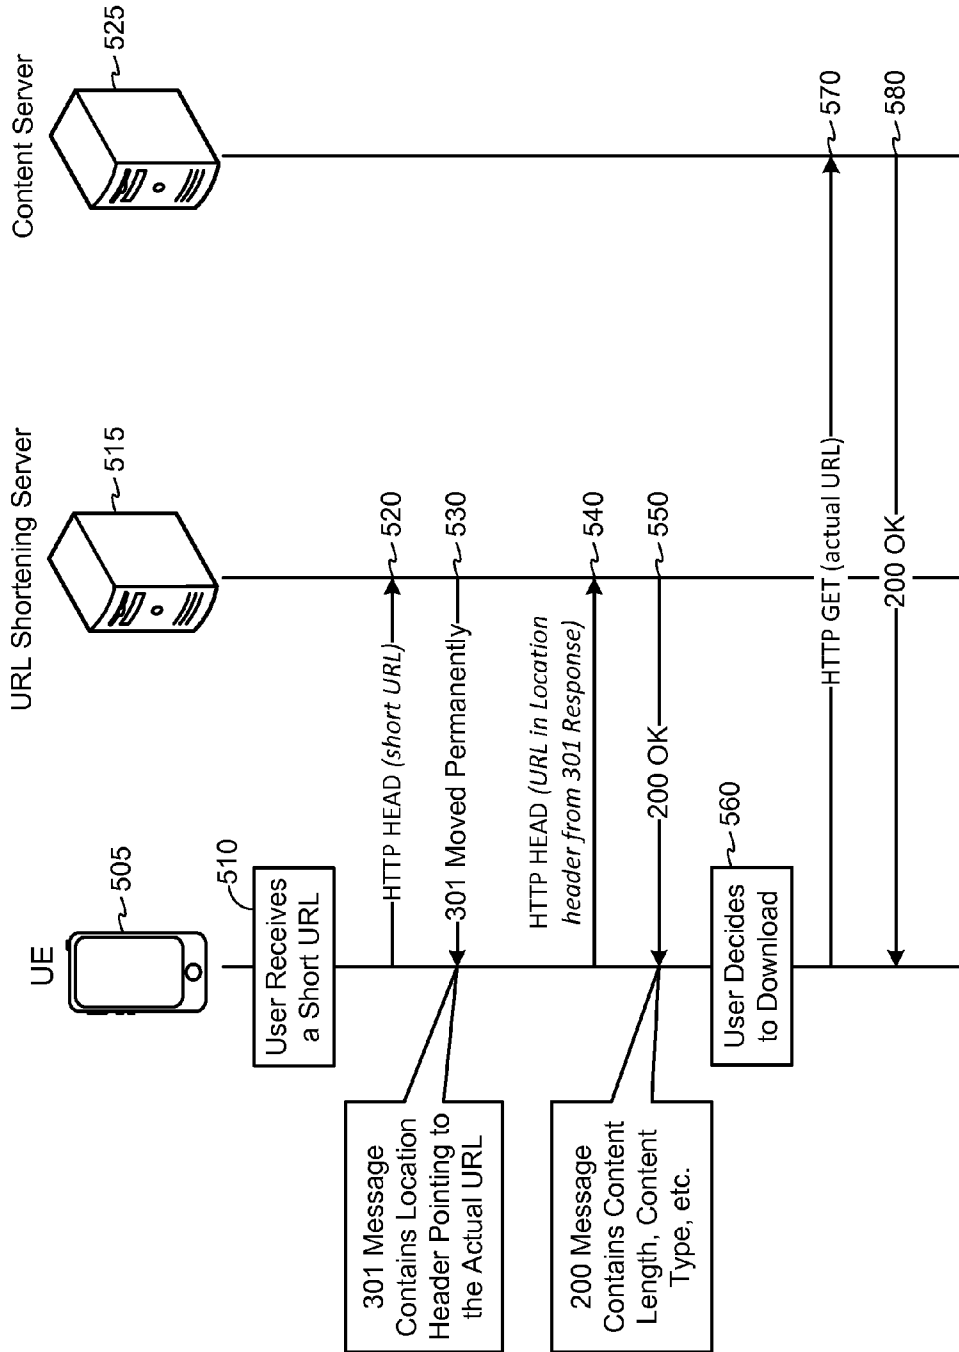 UE
505
URL Shortening Server
515
Content Server
525
510
User Receives
a Short URL
HTTP HEAD (short URL)
520
301 Moved Permanently
530
301 Message
Contains Location
Header Pointing to
the Actual URL
HTTP HEAD (URL in Location
header from 301 Response)
540
200 OK
550
200 Message
Contains Content
Length, Content
Type, etc.
560
User Decides
to Download
HTTP GET (actual URL)
570
200 OK
580